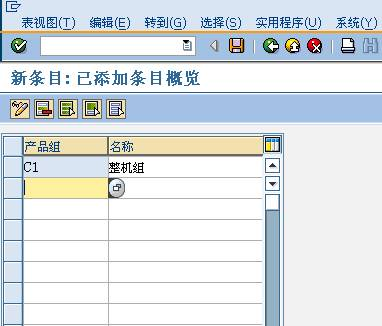 表视图(T) 编辑(E) 转到(G) 选择(S) 实用程序(U) 系统(Y)
新条目: 已添加条目概览
产品组 名称
C1 整机组